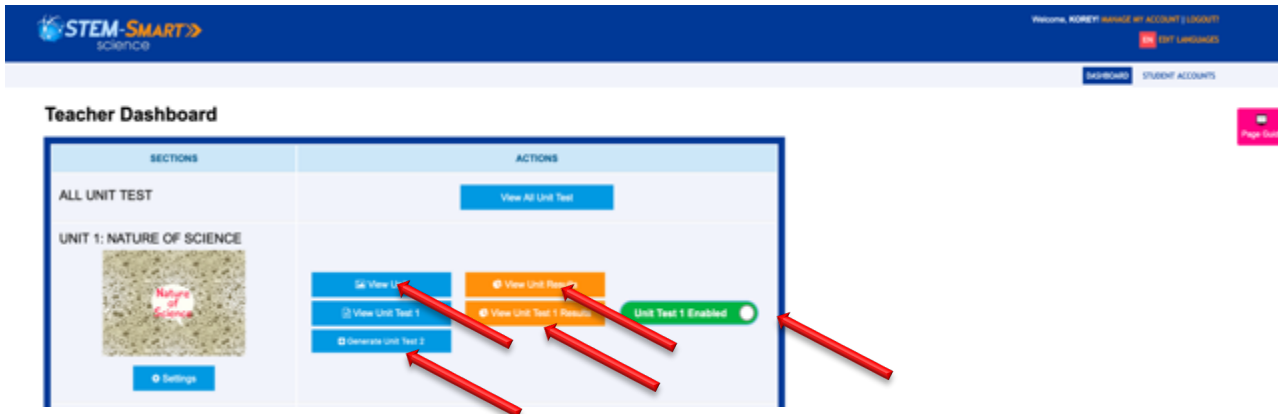 STEM-SMART»
science
Welcome, KOREY! MANAGE MY ACCOUNT | LOGOUT!
EN EDIT LANGUAGES
DASHBOARD STUDENT ACCOUNTS
Teacher Dashboard
Page Guide
SECTIONS ACTIONS
ALL UNIT TEST View All Unit Test
UNIT 1: NATURE OF SCIENCE
Nature
of
Science
View View Unit Results
View Unit Test 1 View Unit Test 1 Results Unit Test 1 Enabled
Generate Unit Test 2
Settings